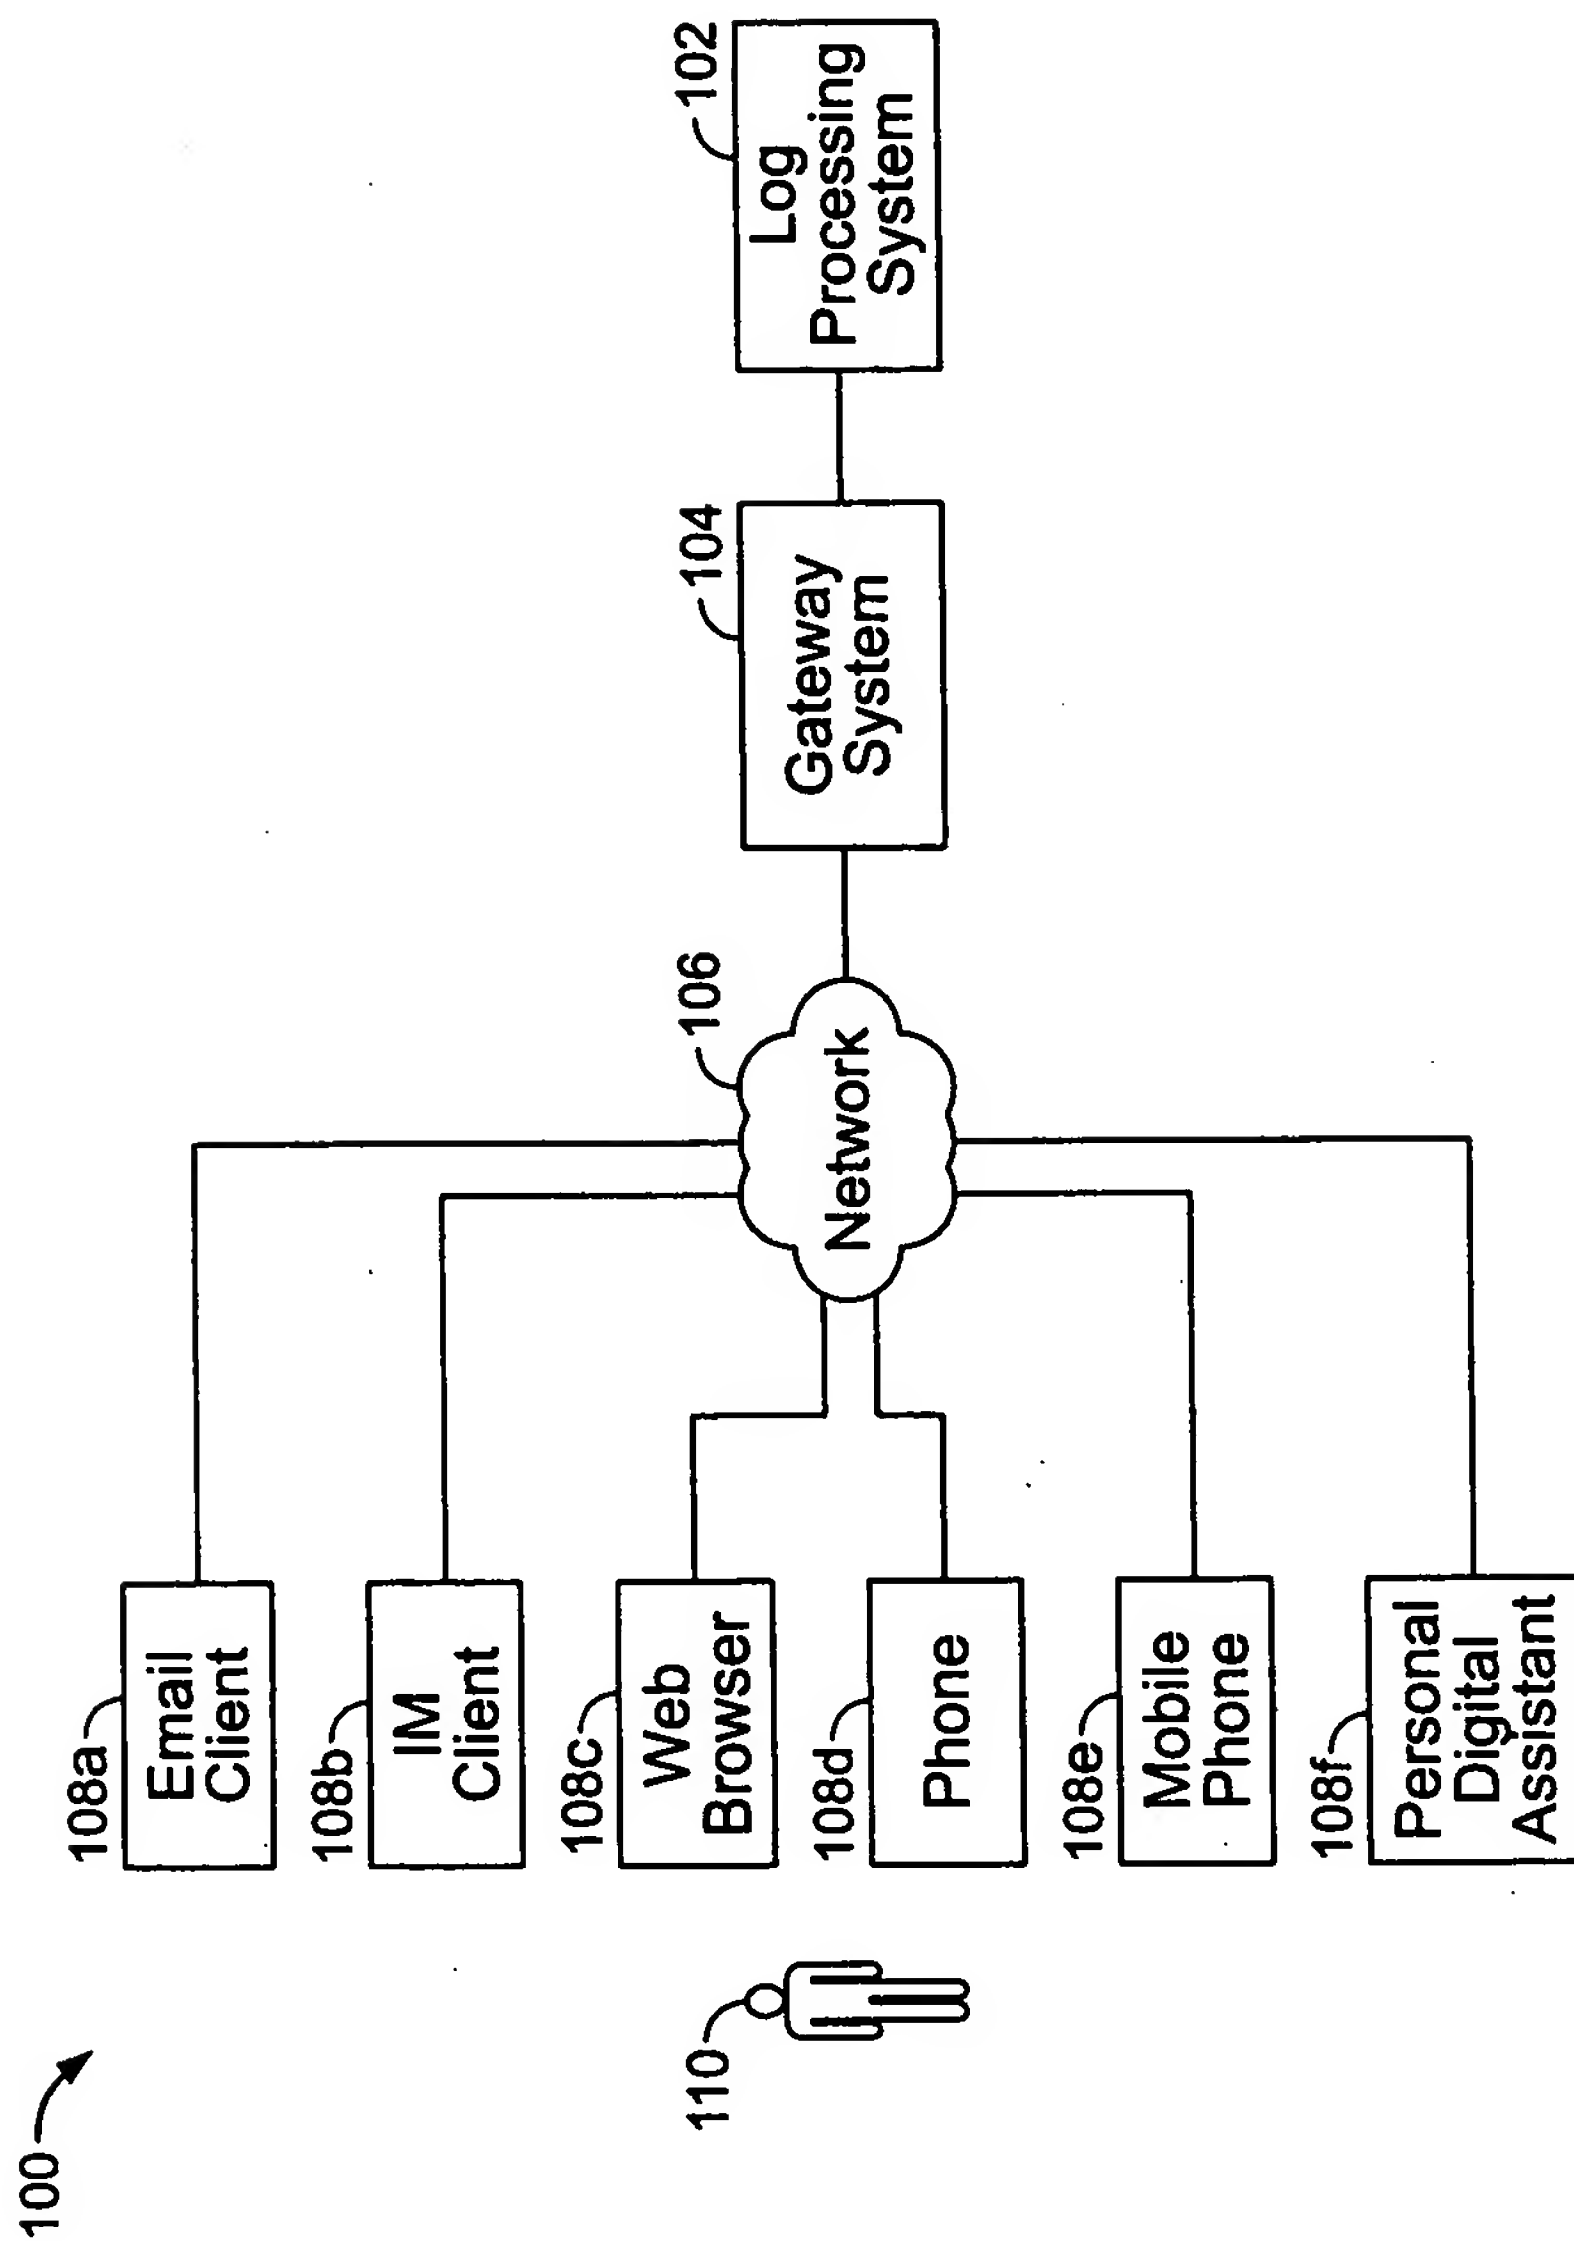 100
110
108a
Email
Client
108b
IM
Client
108c
Web
Browser
108d
Phone
108e
Mobile
Phone
108f
Personal
Digital
Assistant
106
Network
104
Gateway
System
102
Log
Processing
System